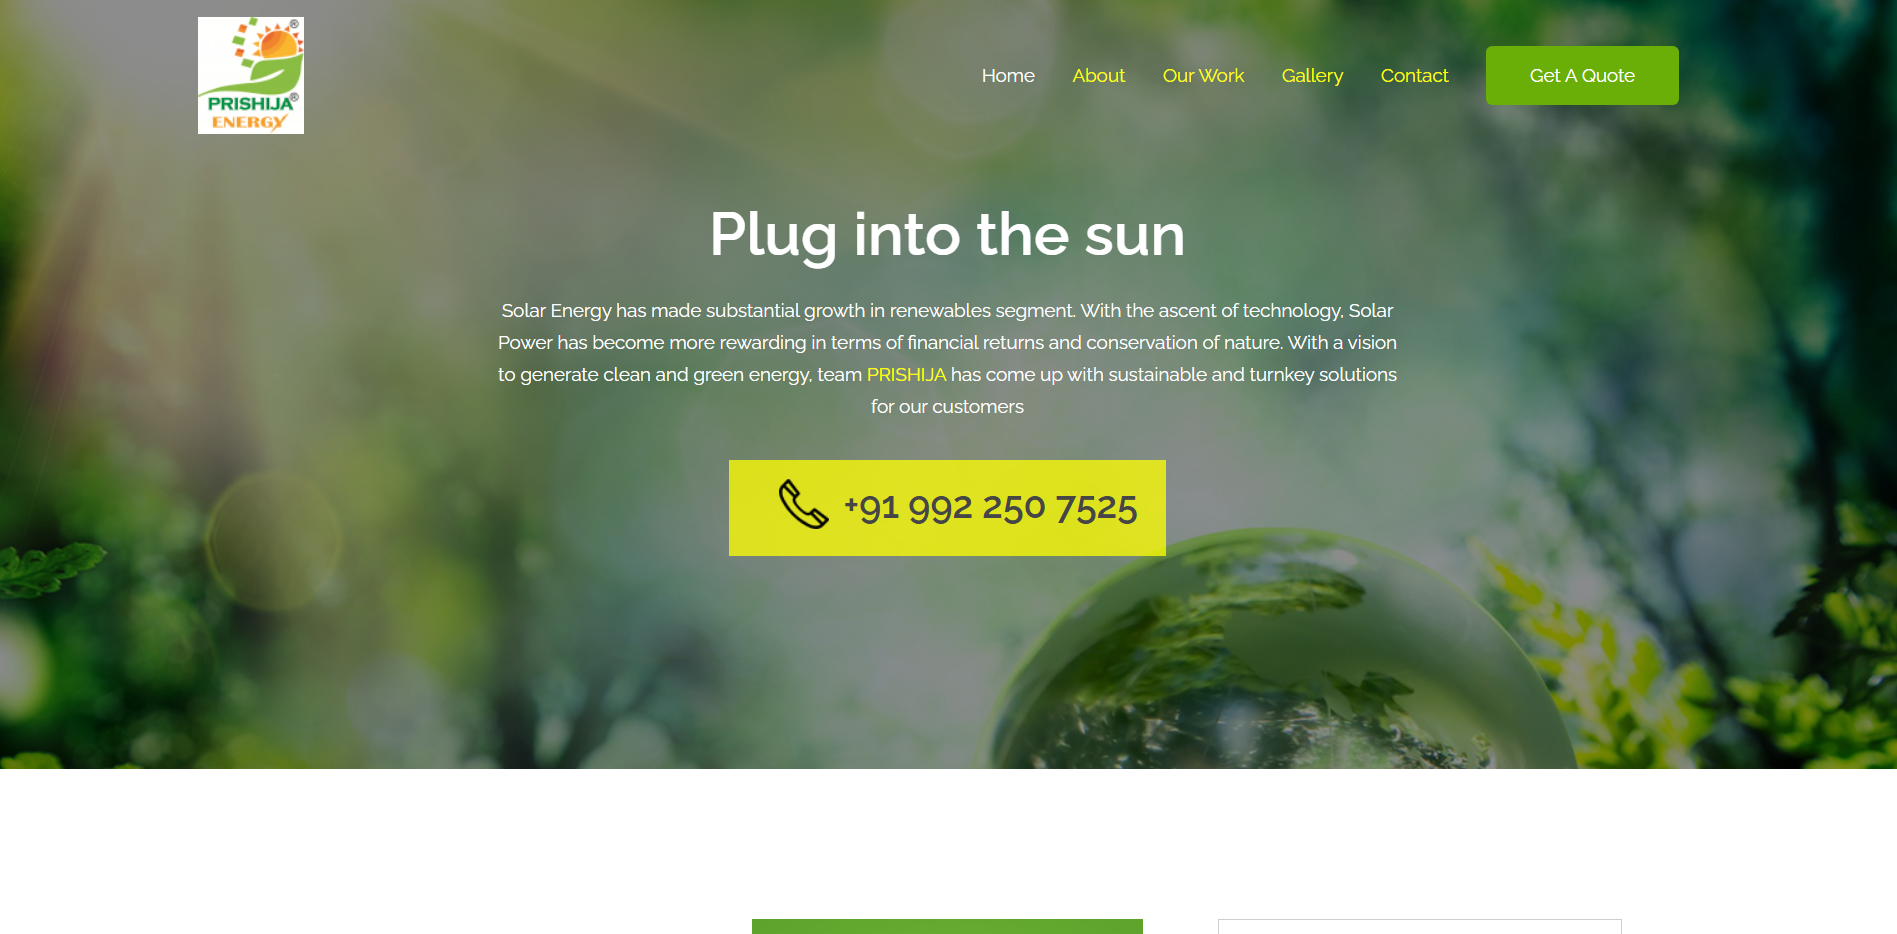 PRISHIJA®
ENERGY
Home
About
Our Work
Gallery
Contact
Get A Quote
Plug into the sun
Solar Energy has made substantial growth in renewables segment. With the ascent of technology, Solar
Power has become more rewarding in terms of financial returns and conservation of nature. With a vision
to generate clean and green energy, team PRISHIJA has come up with sustainable and turnkey solutions
for our customers
+91 992 250 7525